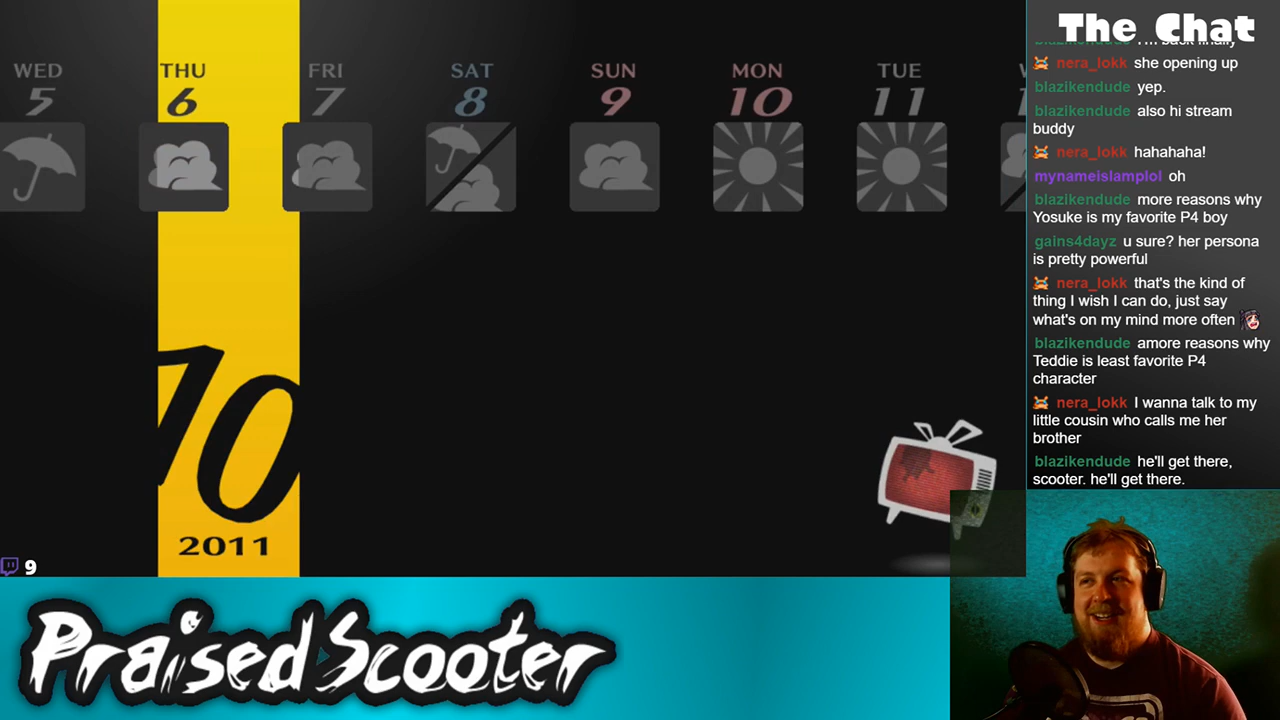 WED THU FRI SAT SUN MON TUE
5 6 7 8 9 10 11
10
2011
9
PraisedScooter
The Chat
nera_lokk she opening up
blazikendude yep.
blazikendude also hi stream
buddy
nera_lokk hahahaha!
mynameislamplol oh
blazikendude more reasons why
Yosuke is my favorite P4 boy
gains4dayz u sure? her persona
is pretty powerful
nera_lokk that's the kind of
thing I wish I can do, just say
what's on my mind more often
blazikendude amore reasons why
Teddie is least favorite P4
character
nera_lokk I wanna talk to my
little cousin who calls me her
brother
blazikendude he'll get there,
scooter. he'll get there.